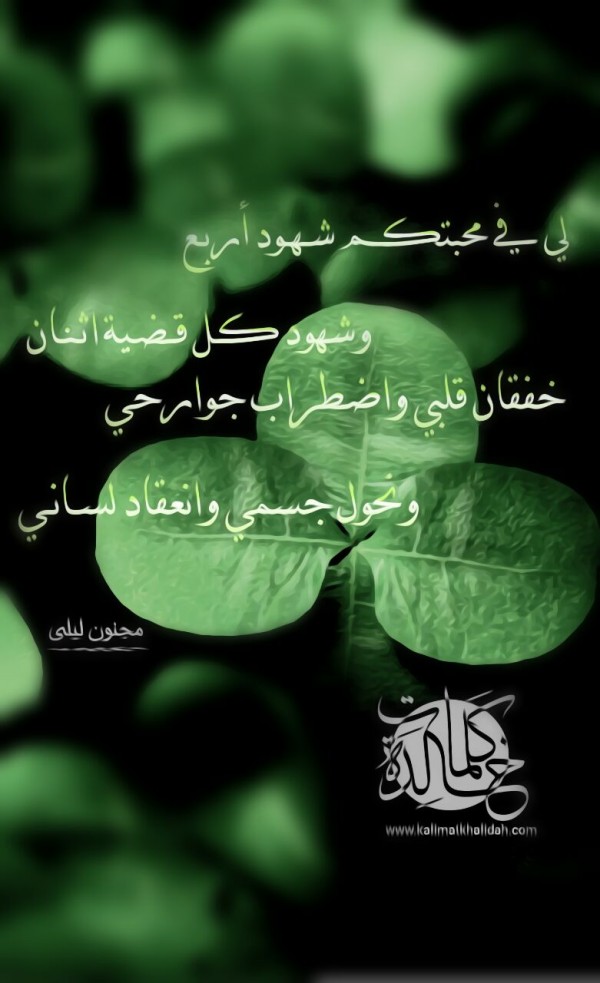 لي في محبتكم شهود أربع
وشهود كل قضية اثنان
خفقان قلبي واضطراب جوارحي
ونحول جسمي وانعقاد لساني
مجنون ليلى
كلمات خالدة
www.kalimatkhalidah.com